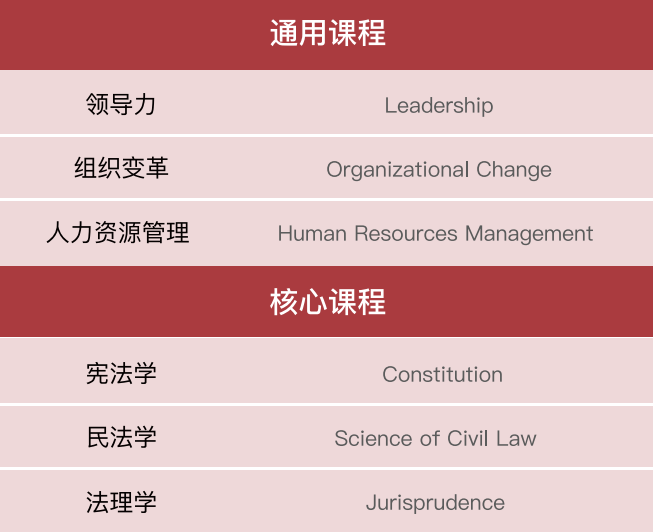 通用课程
领导力 Leadership
组织变革 Organizational Change
人力资源管理 Human Resources Management
核心课程
宪法学 Constitution
民法学 Science of Civil Law
法理学 Jurisprudence